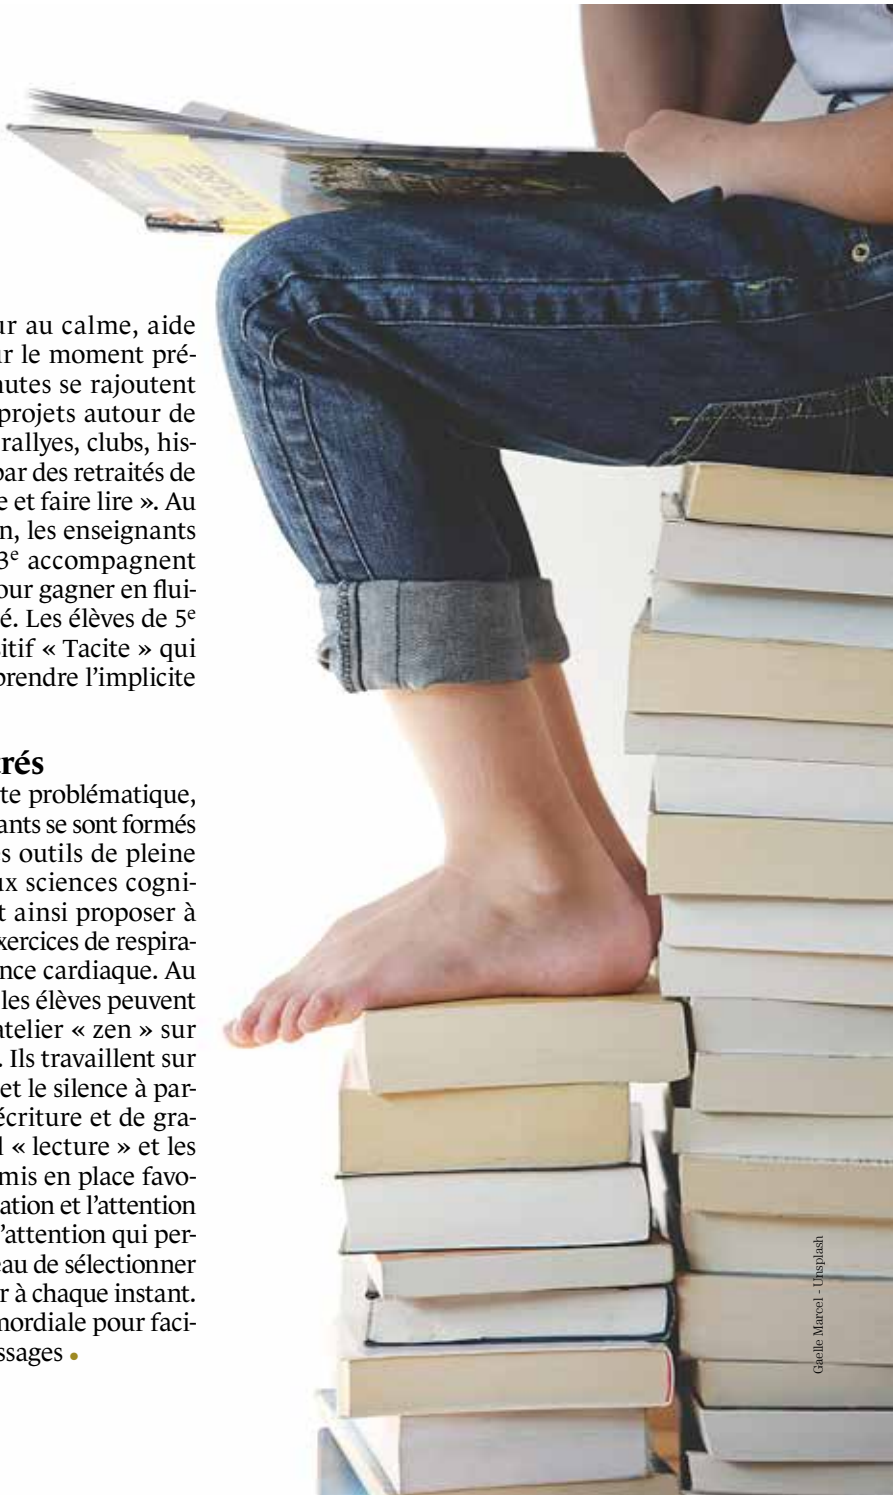 ur au calme, aide
ur le moment pré-
nutes se rajoutent
projets autour de
rallyes, clubs, his-
par des retraités de
e et faire lire ». Au
n, les enseignants
3e accompagnent
our gagner en flui-
é. Les élèves de 5e
sitif « Tacite » qui
prendre l’implicite
rés
te problématique,
ants se sont formés
s outils de pleine
ux sciences cogni-
t ainsi proposer à
xercices de respira-
nce cardiaque. Au
les élèves peuvent
atelier « zen » sur
. Ils travaillent sur
et le silence à par-
écriture et de gra-
l « lecture » et les
mis en place favo-
ation et l’attention
’attention qui per-
eau de sélectionner
r à chaque instant.
mordiale pour faci-
ssages •
Gaelle Marcel - Unsplash